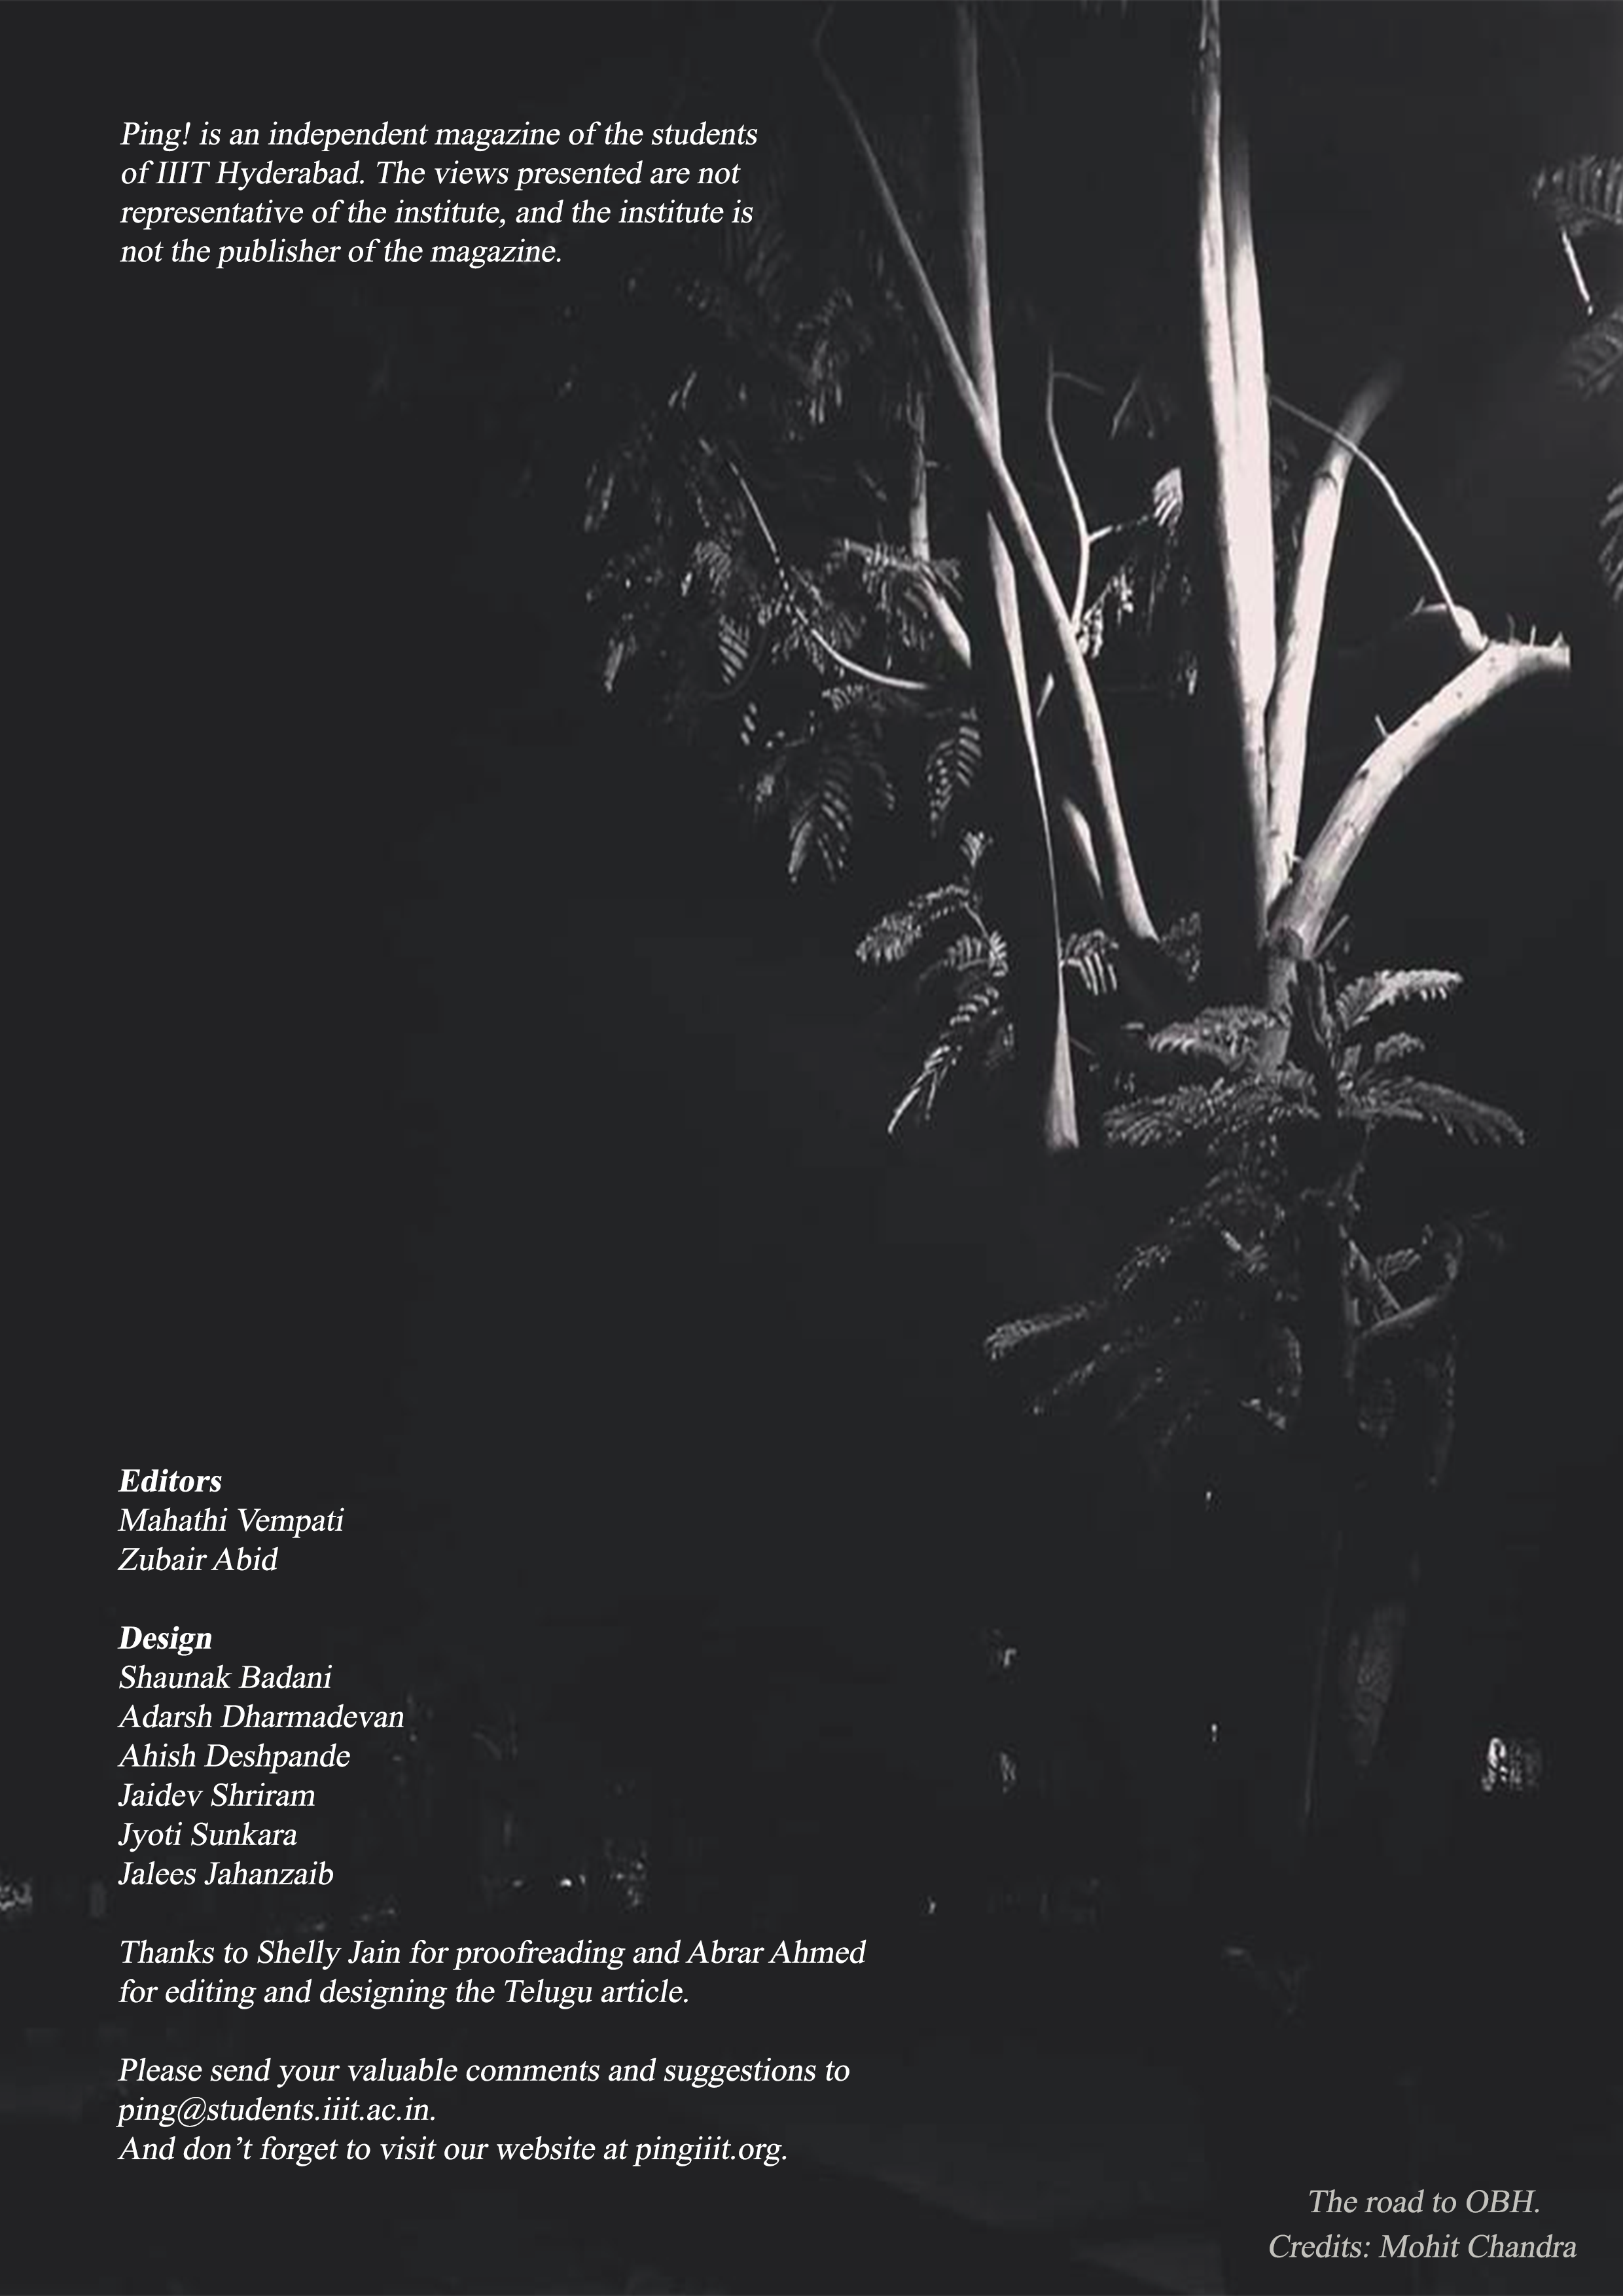 Ping! is an independent magazine of the students
of IIIT Hyderabad. The views presented are not
representative of the institute, and the institute is
not the publisher of the magazine.
Editors
Mahathi Vempati
Zubair Abid
Design
Shaunak Badani
Adarsh Dharmadevan
Ahish Deshpande
Jaidev Shriram
Jyoti Sunkara
Jalees Jahanzaib
Thanks to Shelly Jain for proofreading and Abrar Ahmed
for editing and designing the Telugu article.
Please send your valuable comments and suggestions to
ping@students.iiit.ac.in.
And don’t forget to visit our website at pingiiit.org.
The road to OBH.
Credits: Mohit Chandra